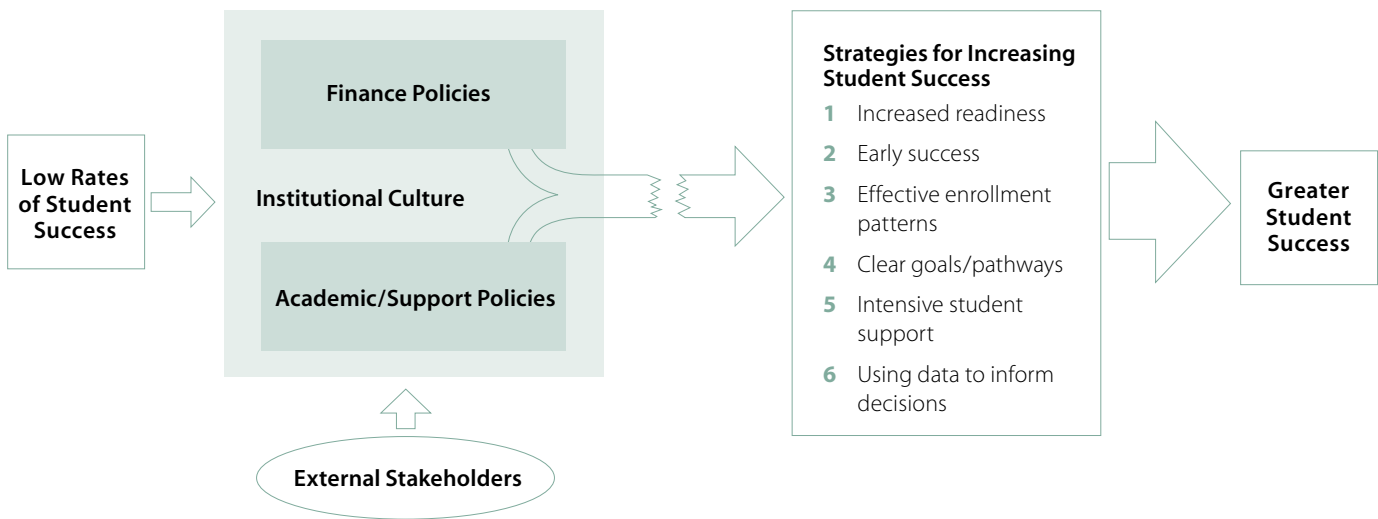 Low Rates
of Student
Success
Finance Policies
Institutional Culture
Academic/Support Policies
External Stakeholders
Strategies for Increasing
Student Success
1 Increased readiness
2 Early success
3 Effective enrollment
patterns
4 Clear goals/pathways
5 Intensive student
support
6 Using data to inform
decisions
Greater
Student
Success